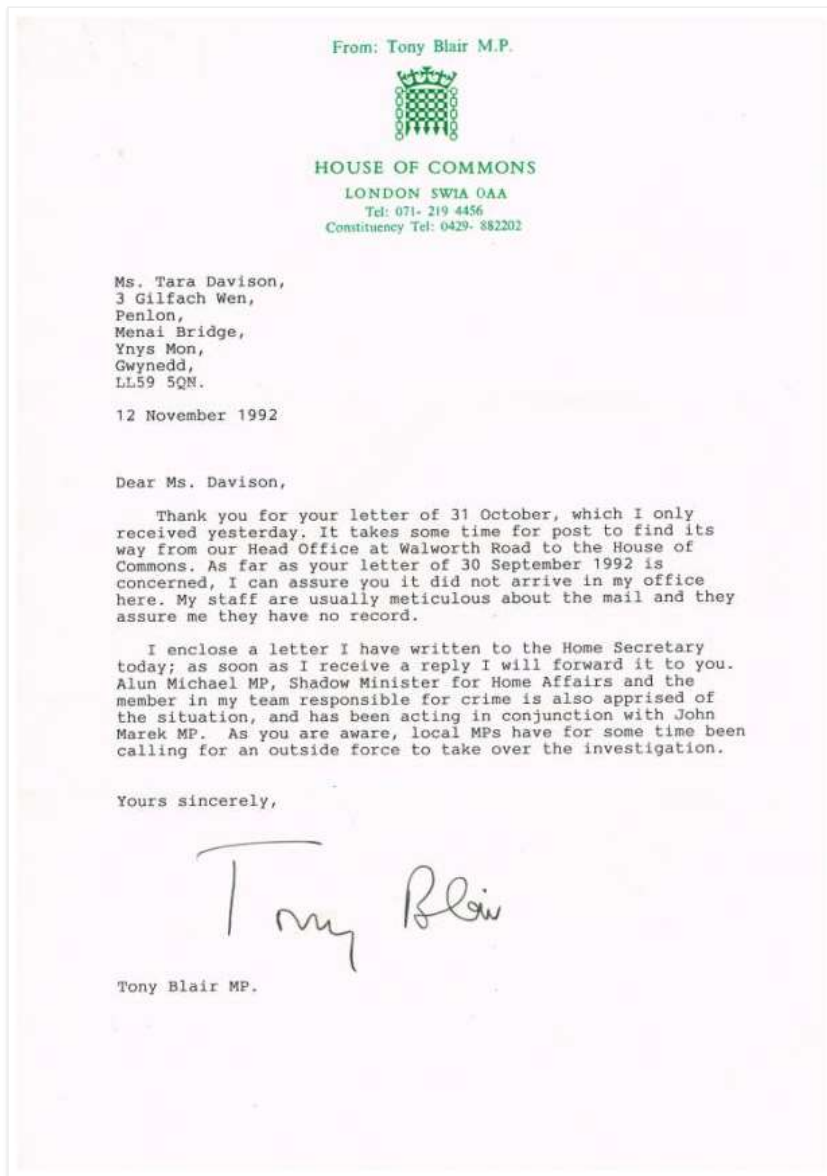 From: Tony Blair M.P.
HOUSE OF COMMONS
LONDON SW1A 0AA
Tel: 071- 219 4456
Constituency Tel: 0429- 882202
Ms. Tara Davison,
3 Gilfach Wen,
Penlon,
Menai Bridge,
Ynys Mon,
Gwynedd,
LL59 5QN.
12 November 1992
Dear Ms. Davison,
Thank you for your letter of 31 October, which I only
received yesterday. It takes some time for post to find its
way from our Head Office at Walworth Road to the House of
Commons. As far as your letter of 30 September 1992 is
concerned, I can assure you it did not arrive in my office
here. My staff are usually meticulous about the mail and they
assure me they have no record.
I enclose a letter I have written to the Home Secretary
today; as soon as I receive a reply I will forward it to you.
Alun Michael MP, Shadow Minister for Home Affairs and the
member in my team responsible for crime is also apprised of
the situation, and has been acting in conjunction with John
Marek MP.  As you are aware, local MPs have for some time been
calling for an outside force to take over the investigation.
Yours sincerely,
Tony Blair
Tony Blair MP.